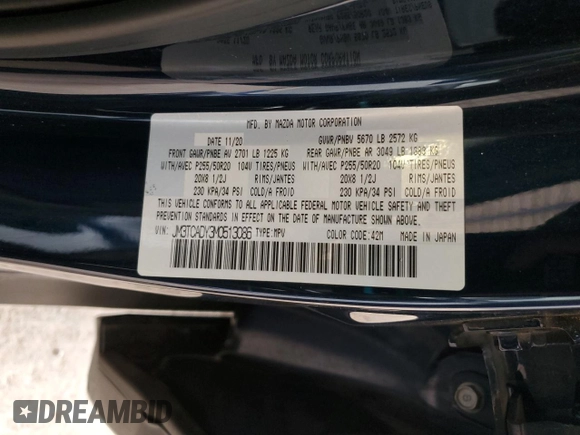 MFG. BY MAZDA MOTOR CORPORATION
DATE 11/20 GVWR/PNBV 5670 LB 2572 KG
FRONT GAWR/PNBE AV 2701 LB 1225 KG REAR GAWR/PNBE AR 3049 LB 1383 KG
WITH/AVEC P255/50R20 104V TIRES/PNEUS WITH/AVEC P255/50R20 104V TIRES/PNEUS
20X8 1/2J RIMS/JANTES 20X8 1/2J RIMS/JANTES
230 KPA/34 PSI COLD/A FROID 230 KPA/34 PSI COLD/A FROID
THIS VEHICLE CONFORMS TO ALL APPLICABLE FEDERAL MOTOR VEHICLE SAFETY AND THEFT
PREVENTION STANDARDS IN EFFECT ON THE DATE OF MANUFACTURE SHOWN ABOVE.
VIN: JM3TCADY3M0513086 TYPE:MPV COLOR CODE:42M MADE IN JAPAN
DREAMBID